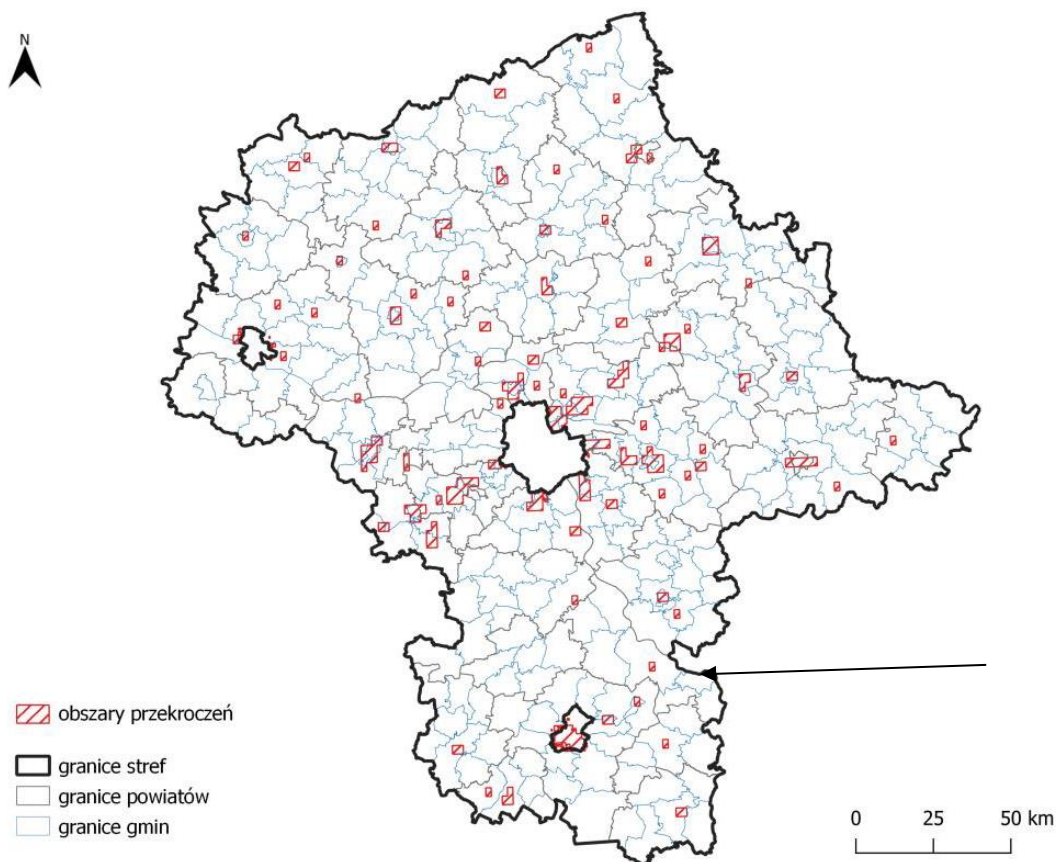 N
obszary przekroczeń
granice stref
granice powiatów
granice gmin
0 25 50 km